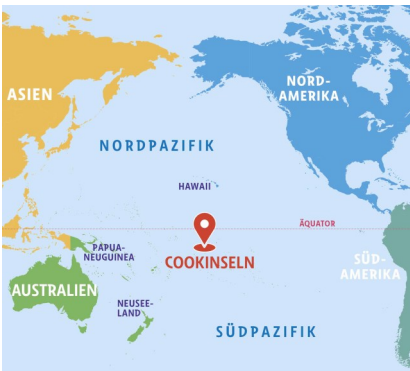 ASIEN
NORD-
AMERIKA
NORDPAZIFIK
HAWAII
ÄQUATOR
PAPUA-
NEUGUINEA
COOKINSELN
SÜD-
AMERIKA
AUSTRALIEN
NEUSEE-
LAND
SÜDPAZIFIK